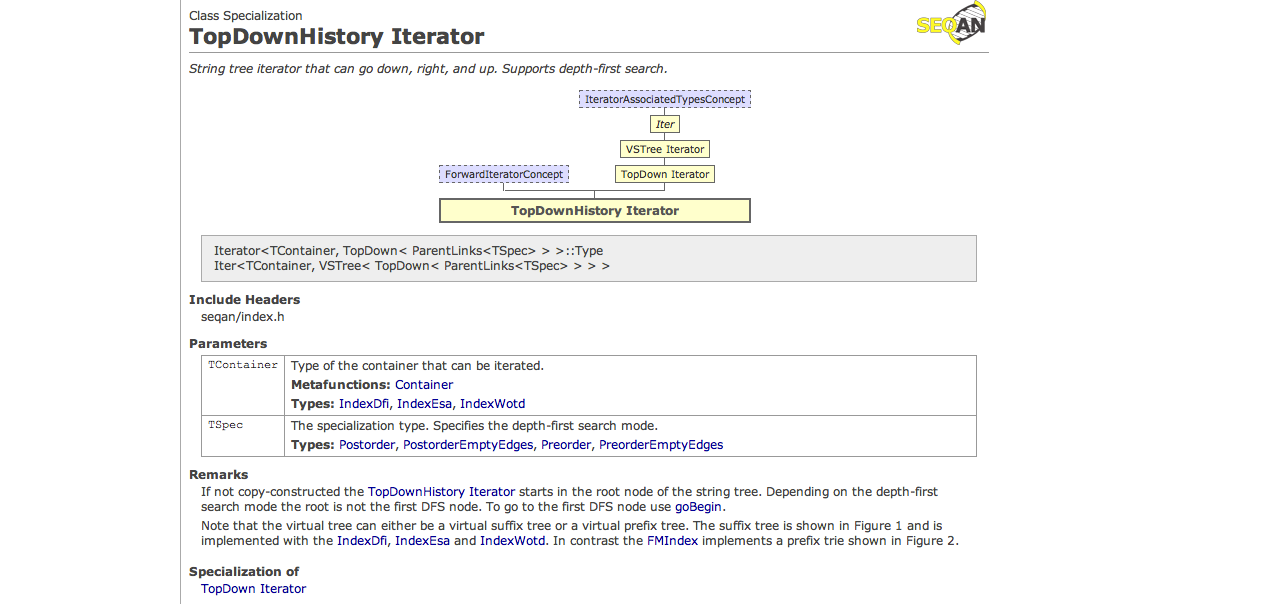 Class Specialization
TopDownHistory Iterator
SEQAN
String tree iterator that can go down, right, and up. Supports depth-first search.
IteratorAssociatedTypesConcept
Iter
VSTree Iterator
ForwardIteratorConcept
TopDown Iterator
TopDownHistory Iterator
Iterator<TContainer, TopDown< ParentLinks<TSpec> > >::Type
Iter<TContainer, VSTree< TopDown< ParentLinks<TSpec> > > >
Include Headers
seqan/index.h
Parameters
TContainer Type of the container that can be iterated.
Metafunctions: Container
Types: IndexDfi, IndexEsa, IndexWotd
TSpec The specialization type. Specifies the depth-first search mode.
Types: Postorder, PostorderEmptyEdges, Preorder, PreorderEmptyEdges
Remarks
If not copy-constructed the TopDownHistory Iterator starts in the root node of the string tree. Depending on the depth-first
search mode the root is not the first DFS node. To go to the first DFS node use goBegin.
Note that the virtual tree can either be a virtual suffix tree or a virtual prefix tree. The suffix tree is shown in Figure 1 and is
implemented with the IndexDfi, IndexEsa and IndexWotd. In contrast the FMIndex implements a prefix trie shown in Figure 2.
Specialization of
TopDown Iterator